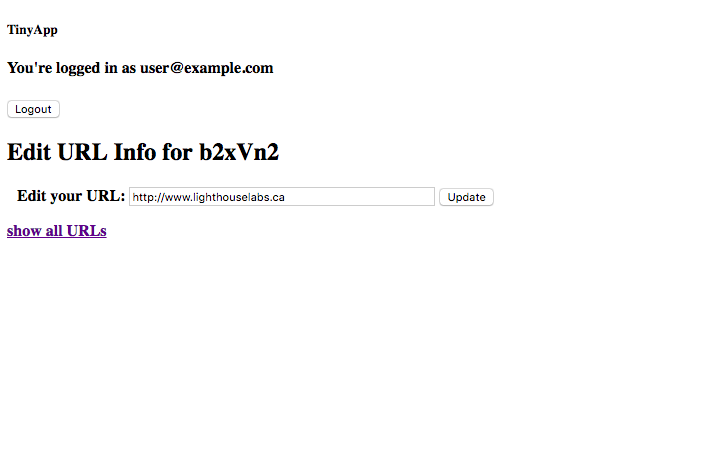 TinyApp
You're logged in as user@example.com
Logout
Edit URL Info for b2xVn2
Edit your URL: http://www.lighthouselabs.ca Update
show all URLs